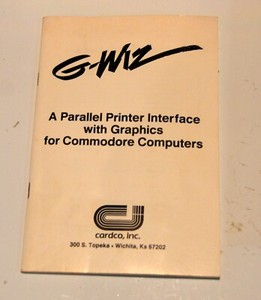 G-WIZ
A Parallel Printer Interface
with Graphics
for Commodore Computers
cardco, inc.
300 S. Topeka • Wichita, Ks 67202